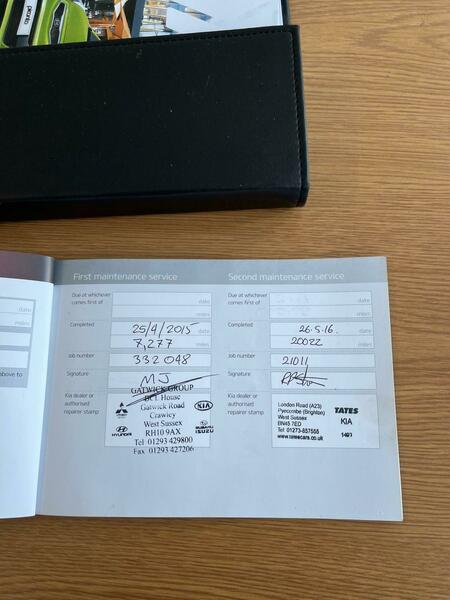 picanto
First maintenance service
Due at whichever
comes first of
date
miles
Completed
25/4/2015
date
7,277
miles
Job number
332048
Signature
MJ
Kia dealer or
authorised
repairer stamp
GATWICK GROUP
BCT House
Gatwick Road
Crawley
West Sussex
RH10 9AX
Tel 01293 429800
Fax 01293 427206
KIA
HYUNDAI
SUBARU
ISUZU
Second maintenance service
Due at whichever
comes first of
date
miles
Completed
26.5.16.
date
20022
miles
Job number
21011
Signature
Kia dealer or
authorised
repairer stamp
London Road (A23)
Pyecombe (Brighton)
West Sussex
BN45 7ED
Tel 01273-857555
www.tatescars.co.uk
TATES
KIA
1493
date
miles
above to